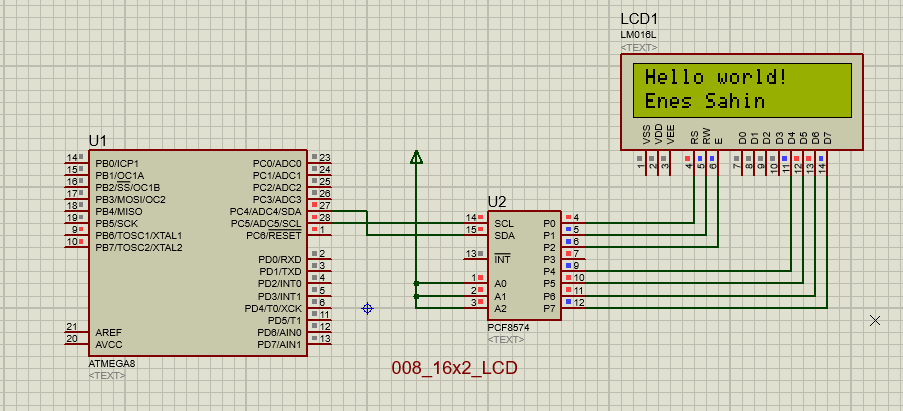 LCD1
LM016L
<TEXT>
Hello world!
Enes Sahin
VSS VDD VEE RS RW E D0 D1 D2 D3 D4 D5 D6 D7
1 2 3 4 5 6 7 8 9 10 11 12 13 14
U1
14 PB0/ICP1 PC0/ADC0 23
15 PB1/OC1A PC1/ADC1 24
16 PB2/SS/OC1B PC2/ADC2 25
17 PB3/MOSI/OC2 PC3/ADC3 26
18 PB4/MISO PC4/ADC4/SDA 27
19 PB5/SCK PC5/ADC5/SCL 28
9 PB6/TOSC1/XTAL1 PC6/RESET 1
10 PB7/TOSC2/XTAL2
PD0/RXD 2
PD1/TXD 3
PD2/INT0 4
PD3/INT1 5
PD4/T0/XCK 6
PD5/T1 11
21 AREF PD6/AIN0 12
20 AVCC PD7/AIN1 13
ATMEGA8
<TEXT>
U2
14 SCL P0 4
15 SDA P1 5
P2 6
13 INT P3 7
P4 9
1 A0 P5 10
2 A1 P6 11
3 A2 P7 12
PCF8574
<TEXT>
008_16x2_LCD